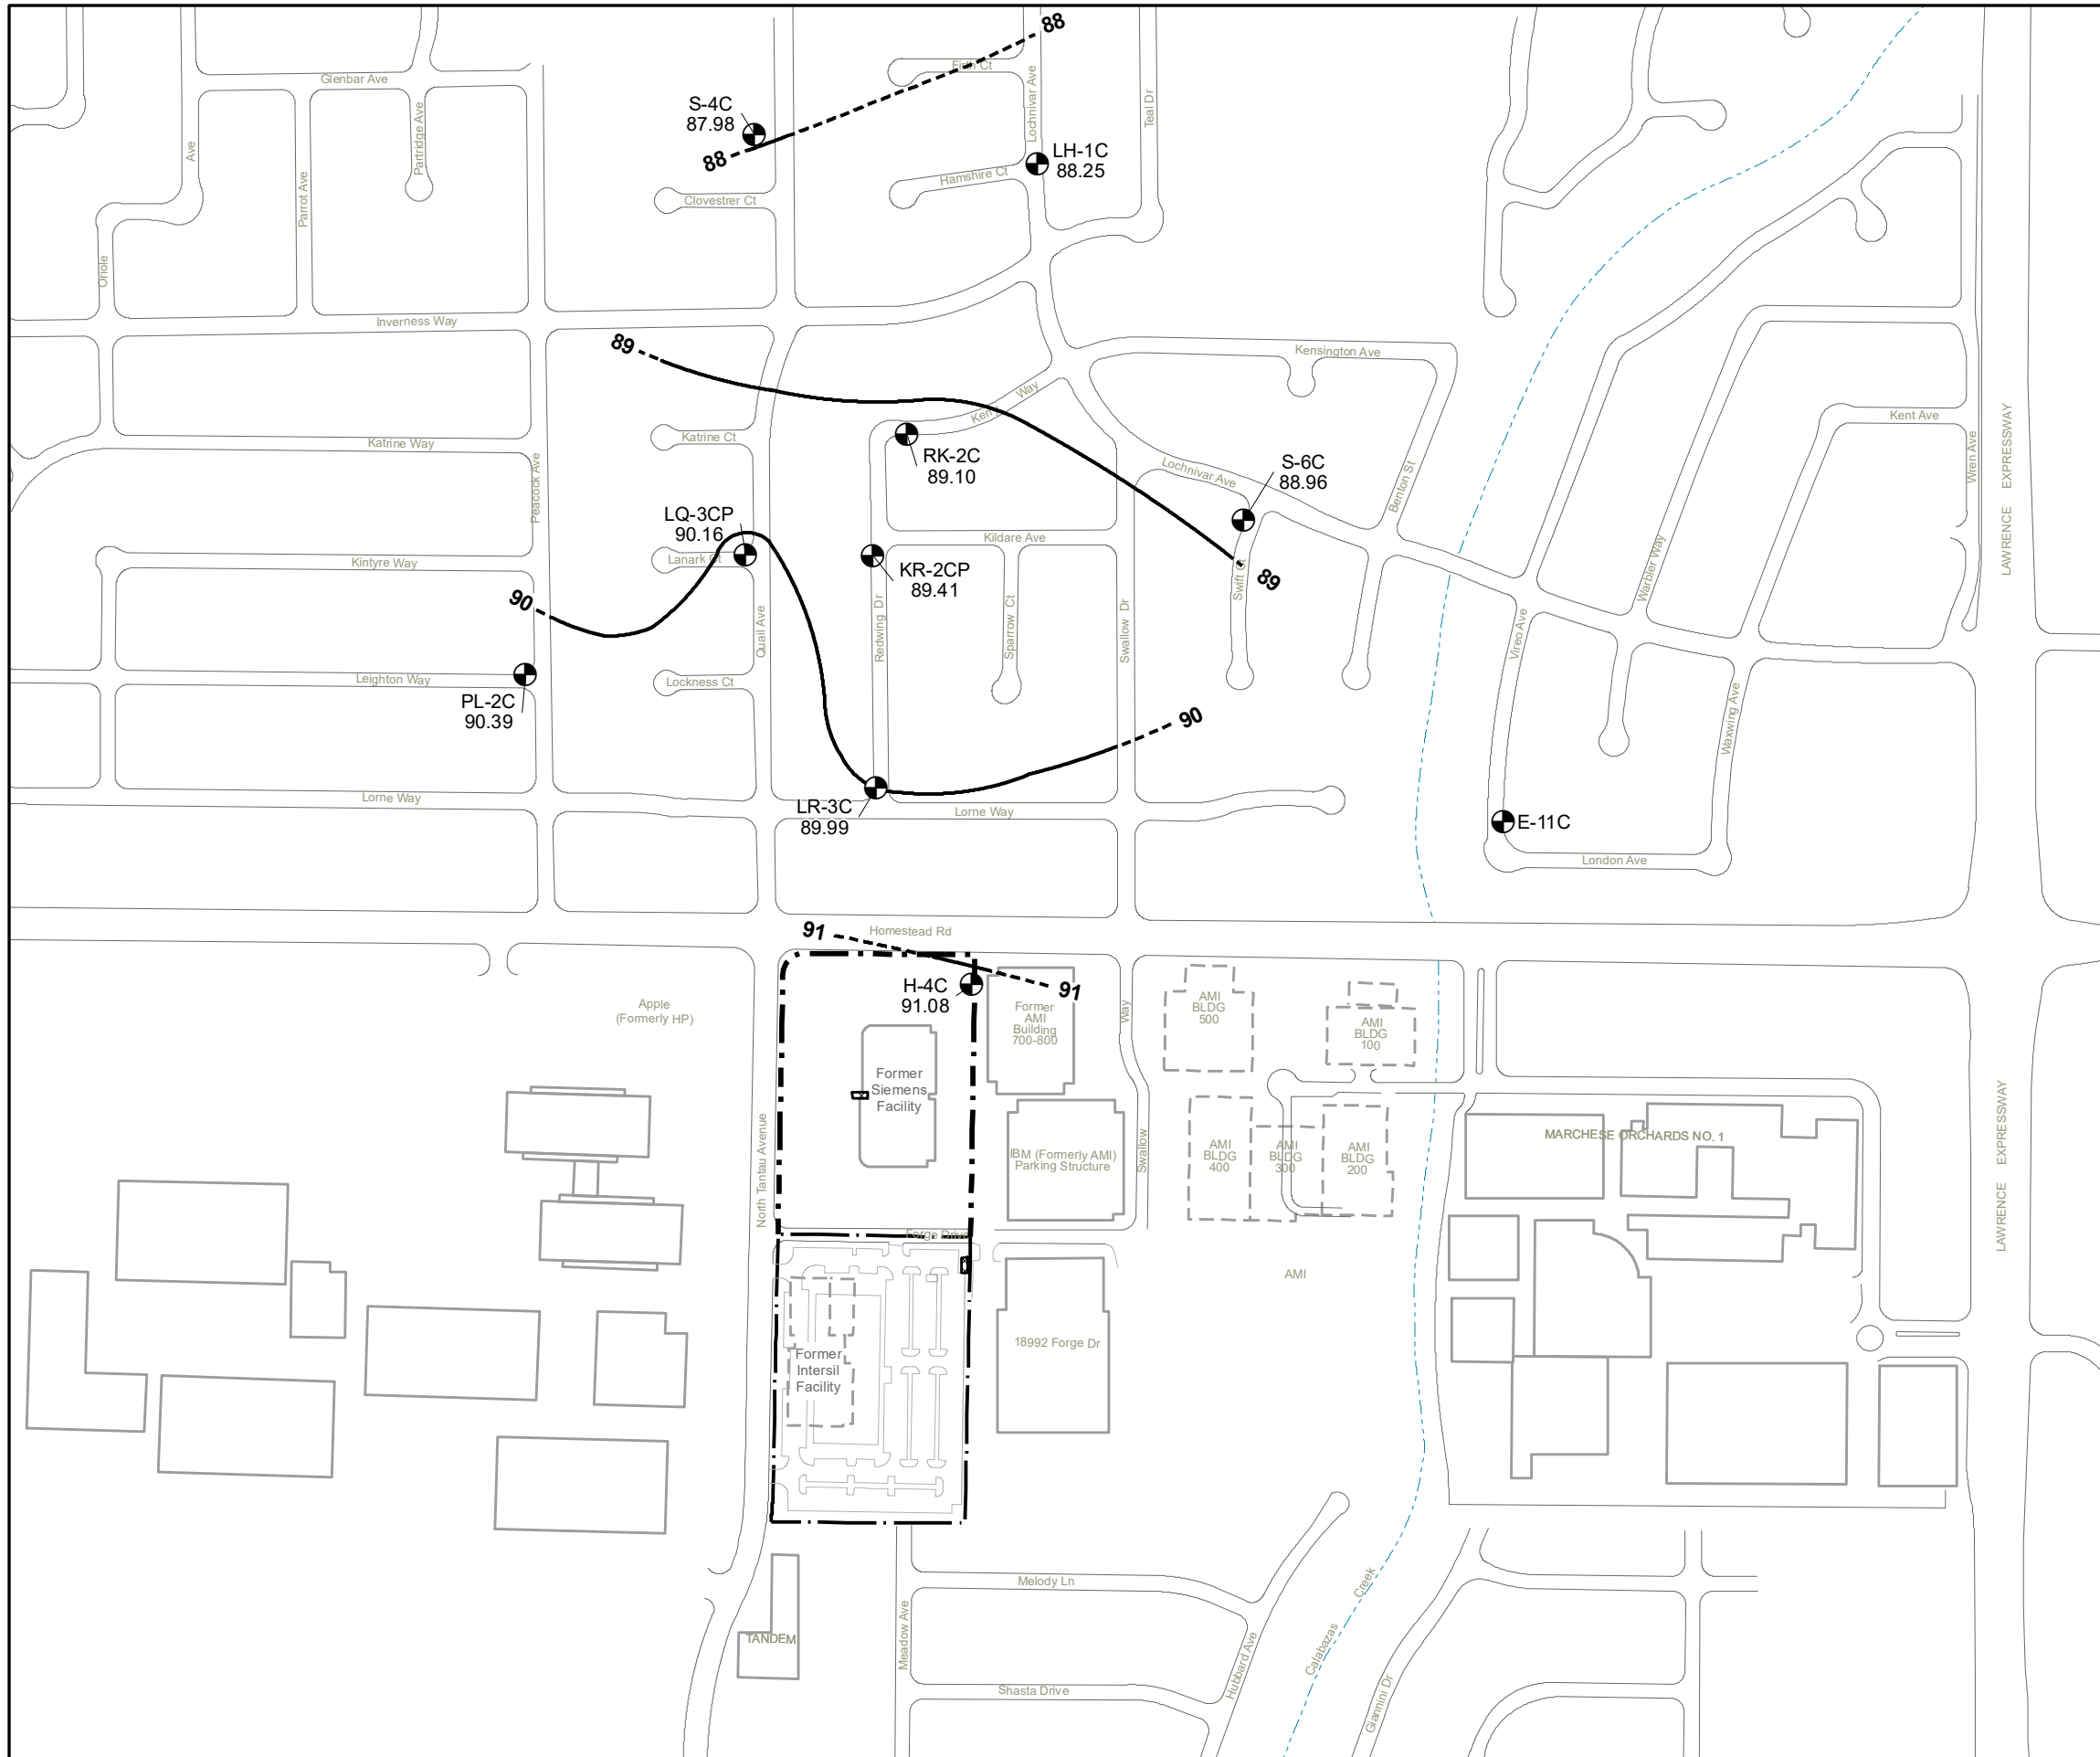 88
Firth Ct
Glenbar Ave
Partridge Ave
Lochnivar Ave
Teal Dr
S-4C
87.98
88
LH-1C
88.25
Ave
Parrot Ave
Hamshire Ct
Clovestrer Ct
Oriole
Inverness Way
89
Kensington Ave
Kerry Way
Kent Ave
Katrine Way
Katrine Ct
Wren Ave
LAWRENCE EXPRESSWAY
RK-2C
89.10
Lochnivar Ave
S-6C
88.96
Benton St
Peacock Ave
LQ-3CP
90.16
Kildare Ave
Kintyre Way
Lanark Ct
KR-2CP
89.41
Swift Ct
89
Warbler Way
90
Quail Ave
Redwing Dr
Sparrow Ct
Swallow Dr
Vireo Ave
Leighton Way
Lockness Ct
PL-2C
90.39
90
Waxwing Ave
Lorne Way
LR-3C
89.99
Lorne Way
E-11C
London Ave
91
Homestead Rd
H-4C
91.08
91
Apple
(Formerly HP)
Former
AMI
Building
700-800
Way
AMI
BLDG
500
AMI
BLDG
100
Former
Siemens
Facility
North Tantau Avenue
IBM (Formerly AMI)
Parking Structure
Swallow
AMI
BLDG
400
AMI
BLDG
300
AMI
BLDG
200
MARCHESE ORCHARDS NO. 1
LAWRENCE EXPRESSWAY
Forge Drive
AMI
Former
Intersil
Facility
18992 Forge Dr
Melody Ln
Meadow Ave
TANDEM
Shasta Drive
Hubbard Ave
Calabazas Creek
Giannini Dr